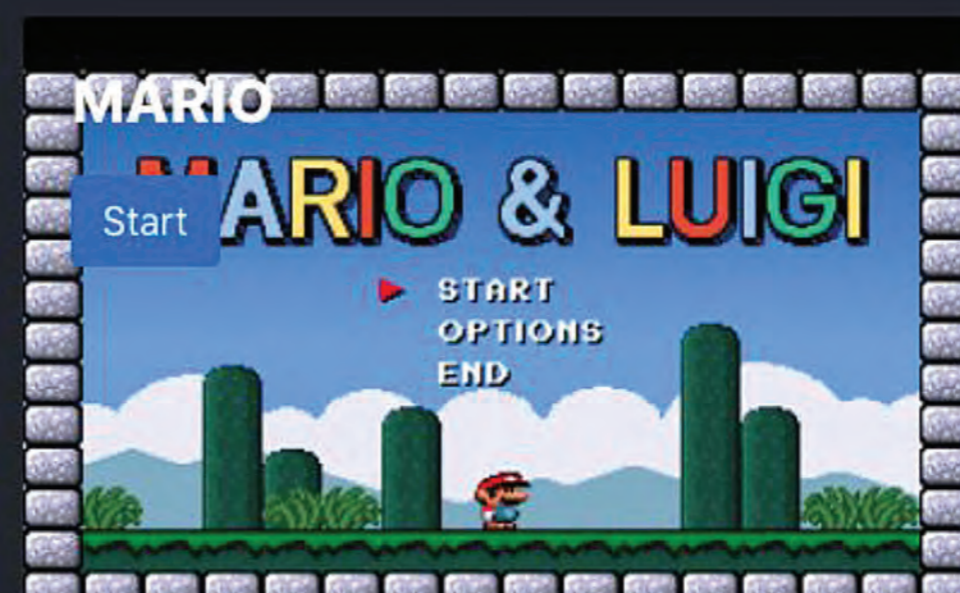 MARIO
MARIO & LUIGI
Start
START
OPTIONS
END